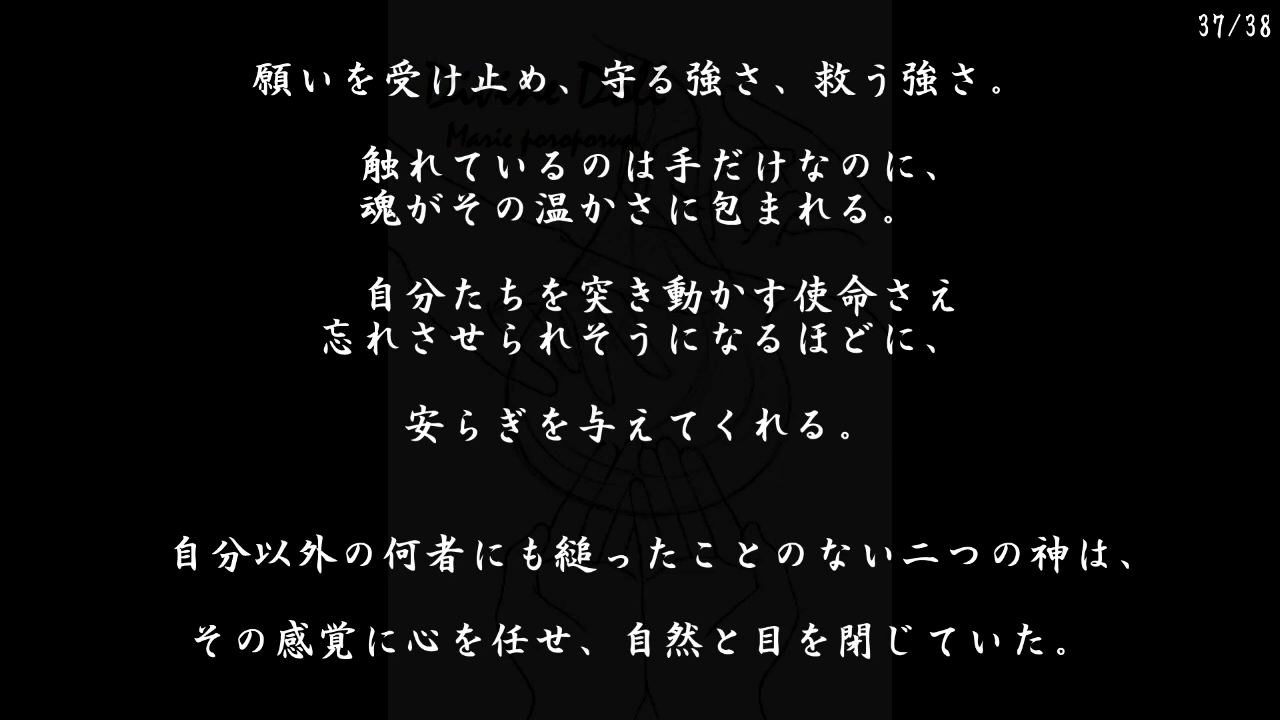 37/38
願いを受け止め、守る強さ、救う強さ。
Divine Doll
Marie poroporun
触れているのは手だけなのに、
魂がその温かさに包まれる。
自分たちを突き動かす使命さえ
忘れさせられそうになるほどに、
安らぎを与えてくれる。
自分以外の何者にも縋ったことのない二つの神は、
その感覚に心を任せ、自然と目を閉じていた。